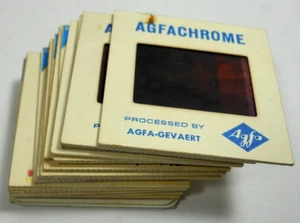 AGFACHROME
PROCESSED BY
AGFA-GEVAERT
Agfa
A
P